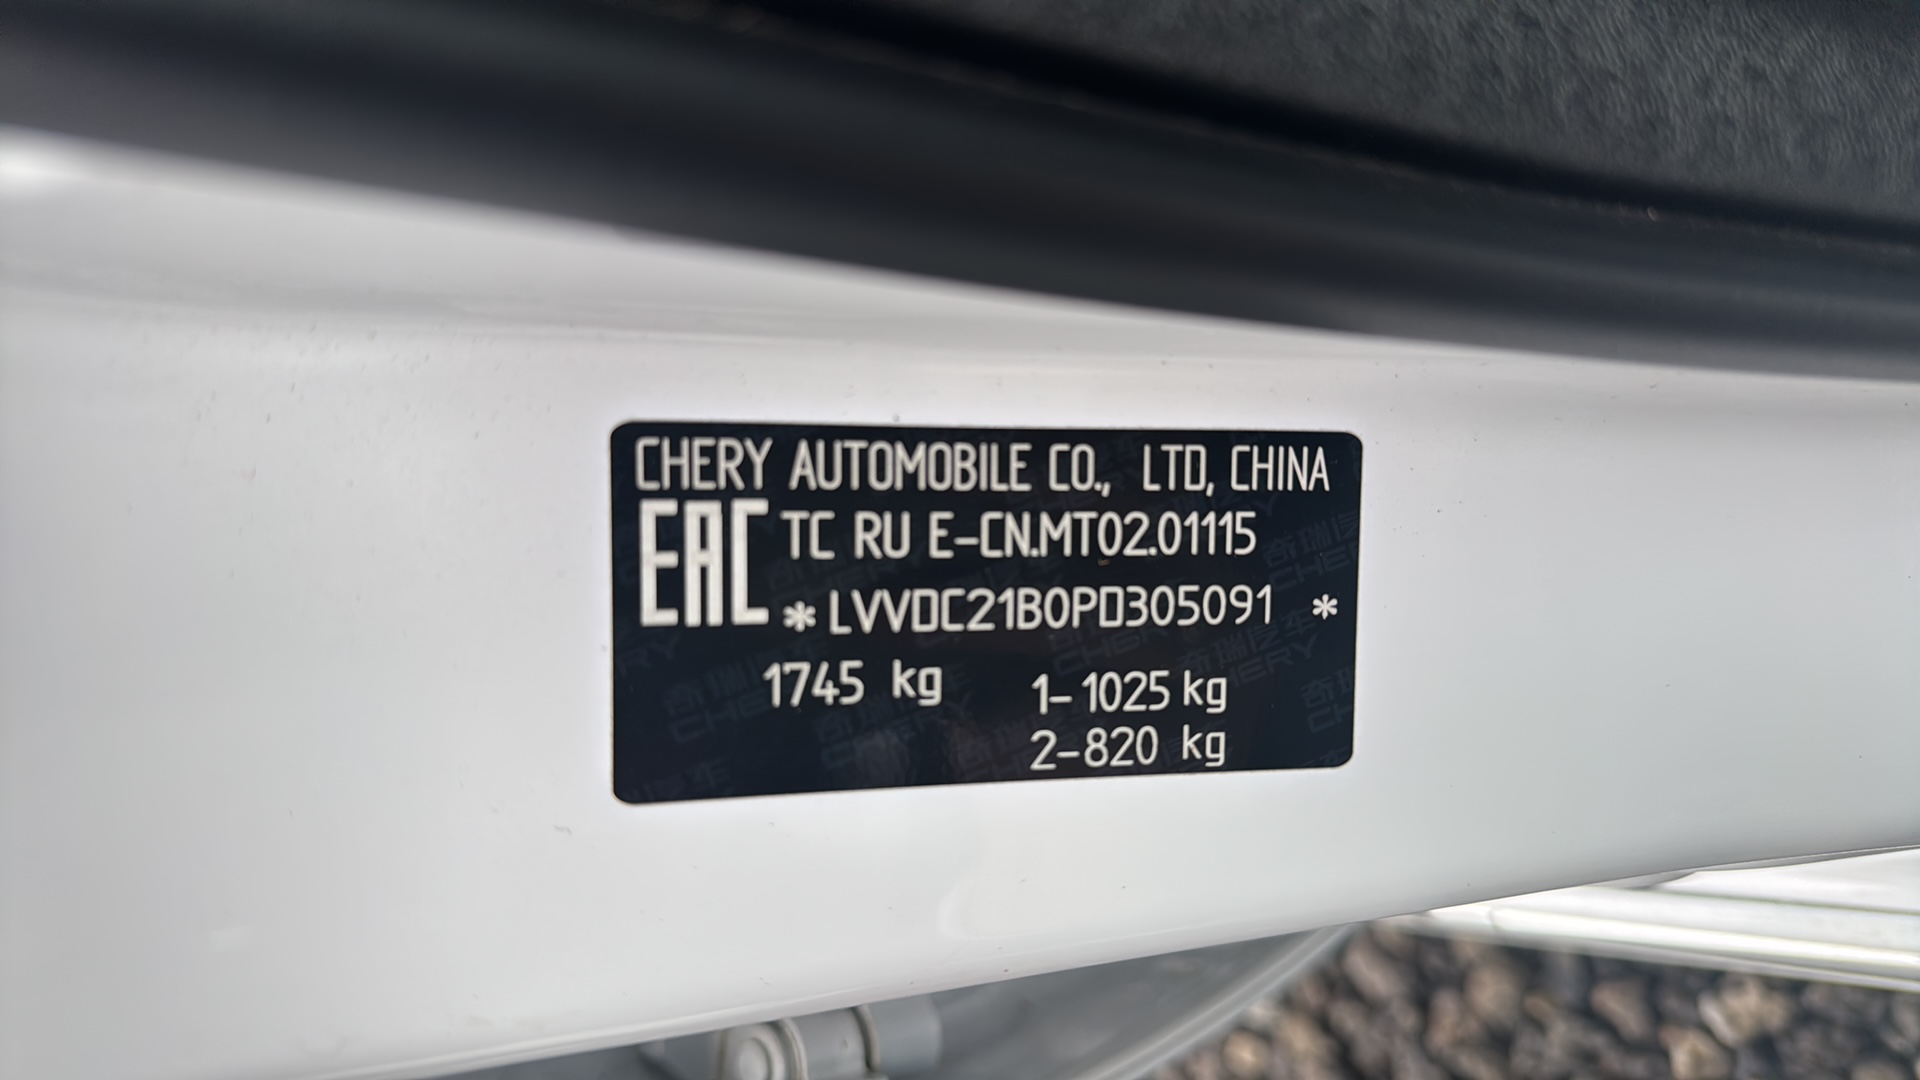 CHERY AUTOMOBILE CO., LTD, CHINA
EAC TC RU E-CN.MT02.01115
*LVVDC21B0PD305091 *
1745 kg 1-1025 kg
2-820 kg